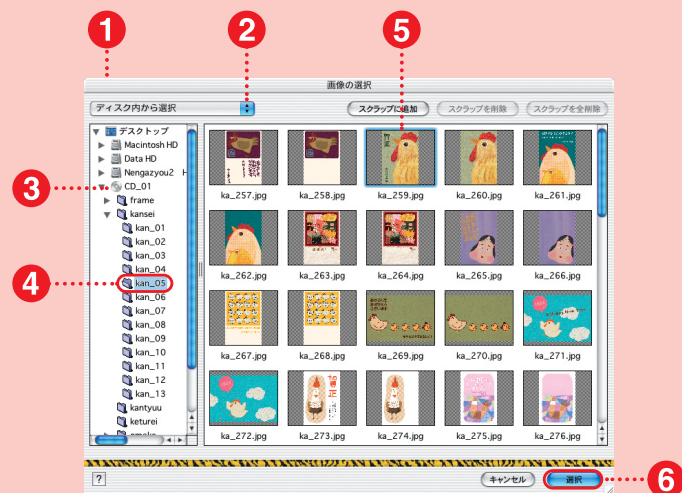 1
2
5
画像の選択
ディスク内から選択
スクラップに追加
スクラップを削除
スクラップを全削除
デスクトップ
Macintosh HD
Data HD
Nengazyou2 H
3
CD_01
frame
kansei
kan_01
kan_02
kan_03
kan_04
4
kan_05
kan_06
kan_07
kan_08
kan_09
kan_10
kan_11
kan_12
kan_13
kantyuu
keturei
ka_257.jpg
ka_258.jpg
賀正
ka_259.jpg
ka_260.jpg
ka_261.jpg
ka_262.jpg
ka_263.jpg
ka_264.jpg
ka_265.jpg
ka_266.jpg
ka_267.jpg
ka_268.jpg
ka_269.jpg
ka_270.jpg
ka_271.jpg
ka_272.jpg
賀正
ka_273.jpg
ka_274.jpg
ka_275.jpg
ka_276.jpg
?
キャンセル
選択
6